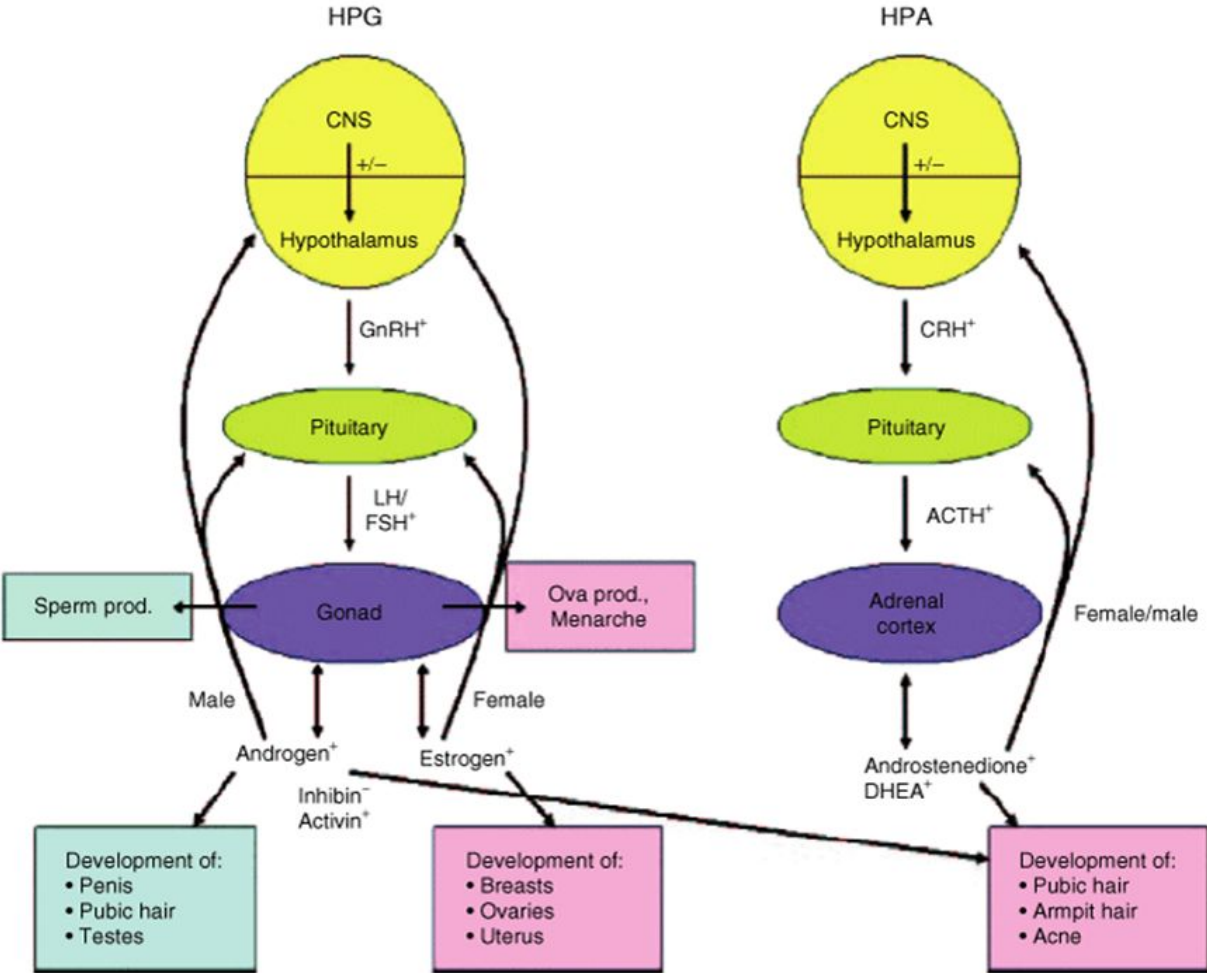 HPG
CNS
+/−
Hypothalamus
GnRH⁺
Pituitary
LH/
FSH⁺
Sperm prod.
Gonad
Ova prod.,
Menarche
Male
Female
Androgen⁺
Estrogen⁺
Inhibin⁻
Activin⁺
Development of:
• Penis
• Pubic hair
• Testes
Development of:
• Breasts
• Ovaries
• Uterus
HPA
CNS
+/−
Hypothalamus
CRH⁺
Pituitary
ACTH⁺
Adrenal
cortex
Female/male
Androstenedione⁺
DHEA⁺
Development of:
• Pubic hair
• Armpit hair
• Acne